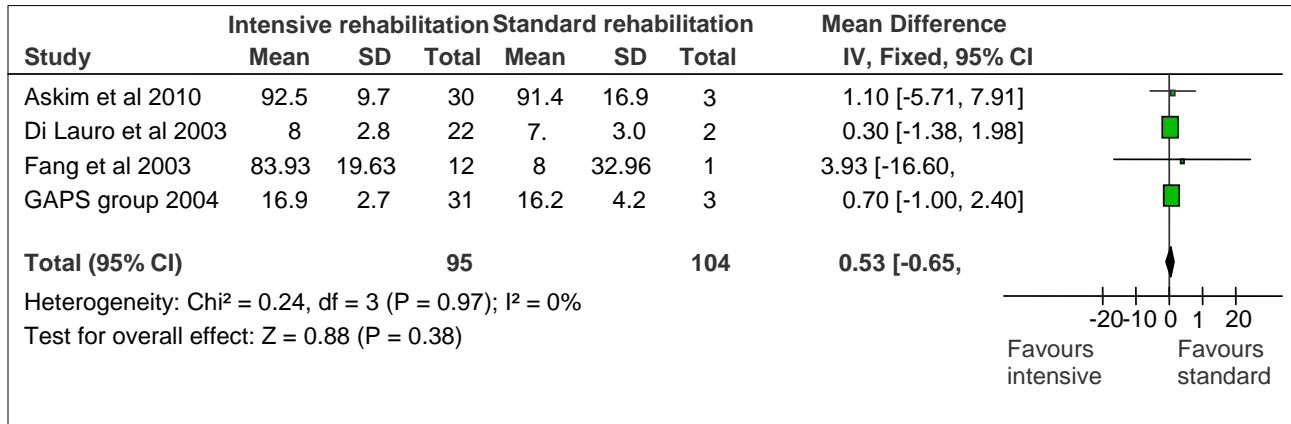 Intensive rehabilitation Standard rehabilitation Mean Difference
Study Mean SD Total Mean SD Total IV, Fixed, 95% CI
Askim et al 2010 92.5 9.7 30 91.4 16.9 3 1.10 [-5.71, 7.91]
Di Lauro et al 2003 8 2.8 22 7. 3.0 2 0.30 [-1.38, 1.98]
Fang et al 2003 83.93 19.63 12 8 32.96 1 3.93 [-16.60,
GAPS group 2004 16.9 2.7 31 16.2 4.2 3 0.70 [-1.00, 2.40]
Total (95% CI) 95 104 0.53 [-0.65,
Heterogeneity: Chi² = 0.24, df = 3 (P = 0.97); I² = 0%
Test for overall effect: Z = 0.88 (P = 0.38)
-20 -10 0 1 20
Favours intensive
Favours standard